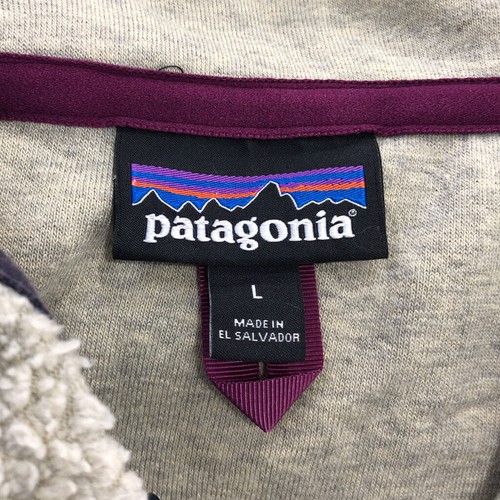 patagonia
L
MADE IN
EL SALVADOR